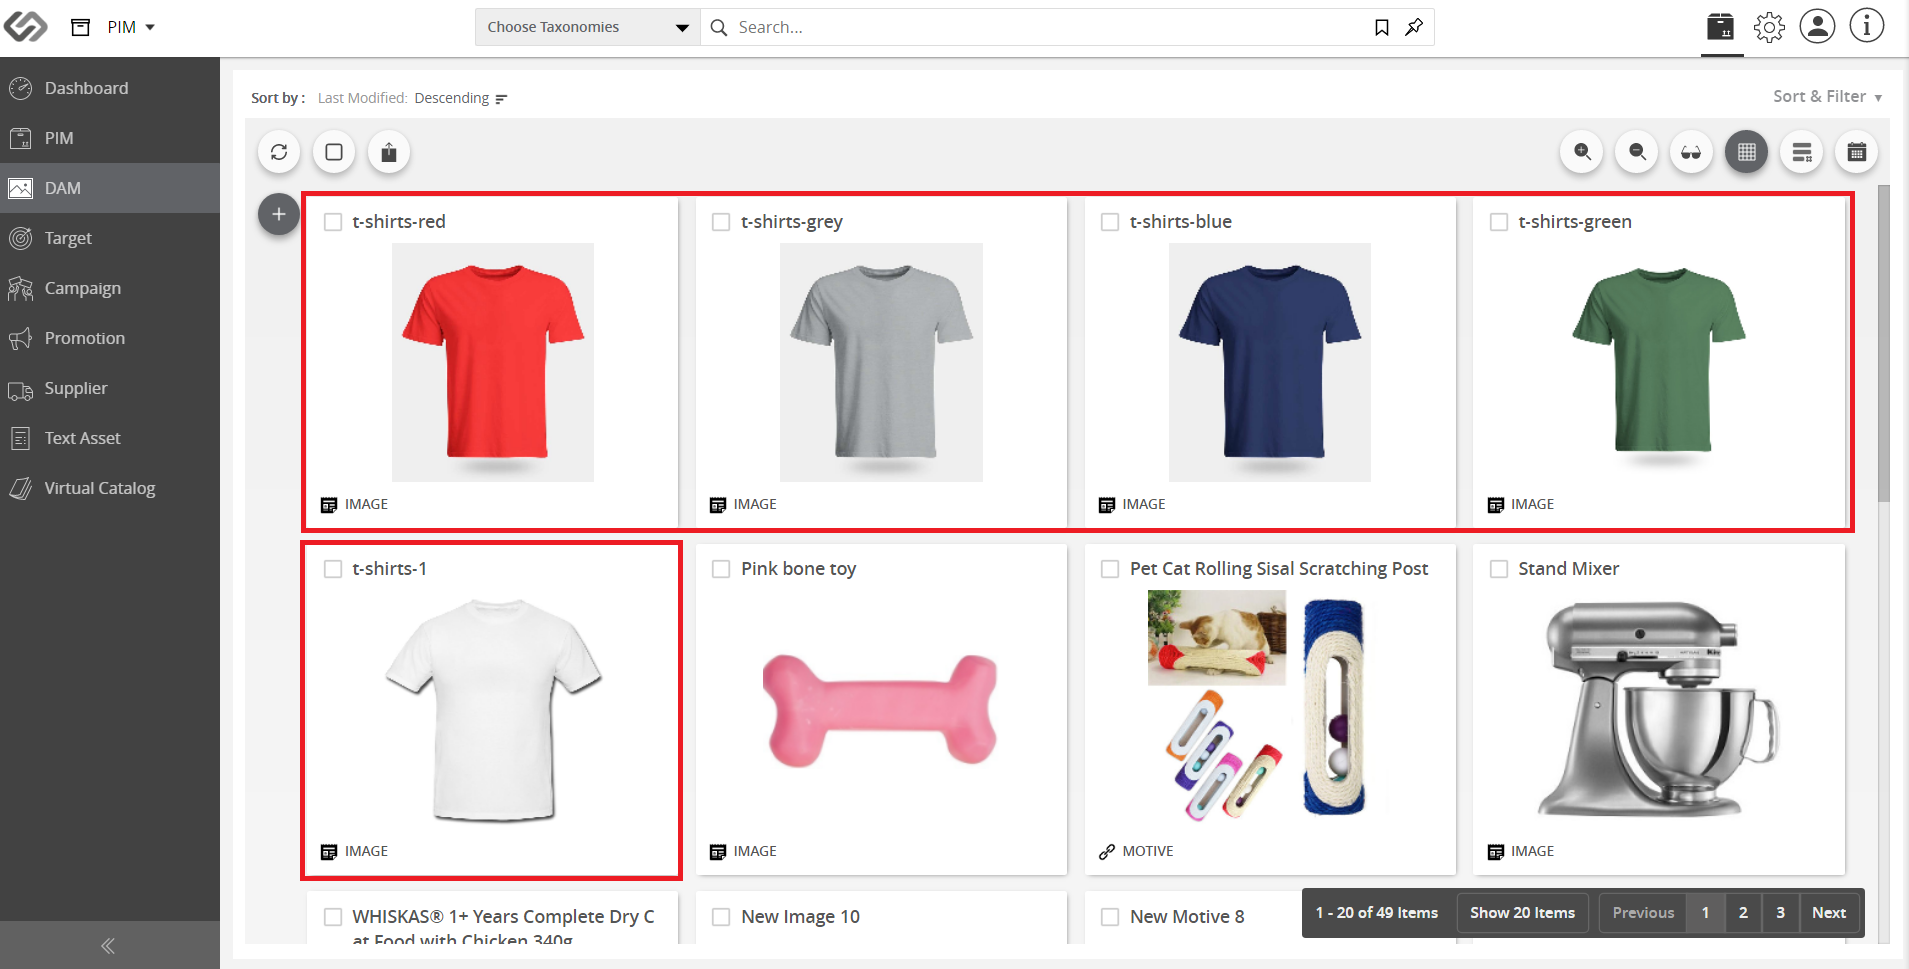 PIM
Choose Taxonomies
Search...
Dashboard
PIM
DAM
Target
Campaign
Promotion
Supplier
Text Asset
Virtual Catalog
Sort by : Last Modified: Descending
Sort & Filter
t-shirts-red
t-shirts-grey
t-shirts-blue
t-shirts-green
IMAGE
IMAGE
IMAGE
IMAGE
t-shirts-1
Pink bone toy
Pet Cat Rolling Sisal Scratching Post
Stand Mixer
IMAGE
IMAGE
MOTIVE
IMAGE
WHISKAS® 1+ Years Complete Dry C
at Food with Chicken 340g
New Image 10
New Motive 8
1 - 20 of 49 Items
Show 20 Items
Previous 1 2 3 Next